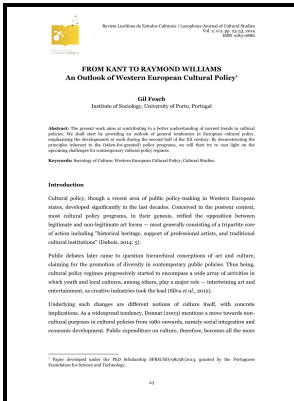 Revista Lusófona de Estudos Culturais | Lusophone Journal of Cultural Studies
Vol. 2, n.2, pp. 23-33, 2014
ISSN 2183-0886
FROM KANT TO RAYMOND WILLIAMS
An Outlook of Western European Cultural Policy*
Gil Fesch
Institute of Sociology, University of Porto, Portugal
Abstract: The present work aims at contributing to a better understanding of current trends in cultural
policies. We shall start by providing an outlook of general tendencies in European cultural policy,
emphasizing the developments at work during the second half of the XX century. By demonstrating the
principles inherent to the (taken-for-granted) policy programs, we will then try to cast light on the
upcoming challenges for contemporary cultural policy regimes.
Keywords: Sociology of Culture; Western European Cultural Policy; Cultural Studies.
Introduction
Cultural policy, though a recent area of public policy-making in Western European
states, developed significantly in the last decades. Conceived in the postwar context,
most cultural policy programs, in their genesis, reified the opposition between
legitimate and non-legitimate art forms — most generally consisting of a tripartite core
of action including "historical heritage, support of professional artists, and traditional
cultural institutions" (Dubois, 2014: 5).
Public debates later came to question hierarchical conceptions of art and culture,
claiming for the promotion of diversity in contemporary public policies. Thus being,
cultural policy regimes progressively started to encompass a wide array of activities in
which youth and local cultures, among others, play a major role — intertwining art and
entertainment, as creative industries took the lead (Silva et al., 2012).
Underlying such changes are different notions of culture itself, with concrete
implications. As a widespread tendency, Donnat (2003) mentions a move towards non-
cultural purposes in cultural policies from 1980 onwards, namely social integration and
economic development. Public expenditure on culture, therefore, becomes all the more
* Paper developed under the PhD Scholarship SFRH/BD/98258/2013, granted by the Portuguese
Foundation for Science and Technology.
23